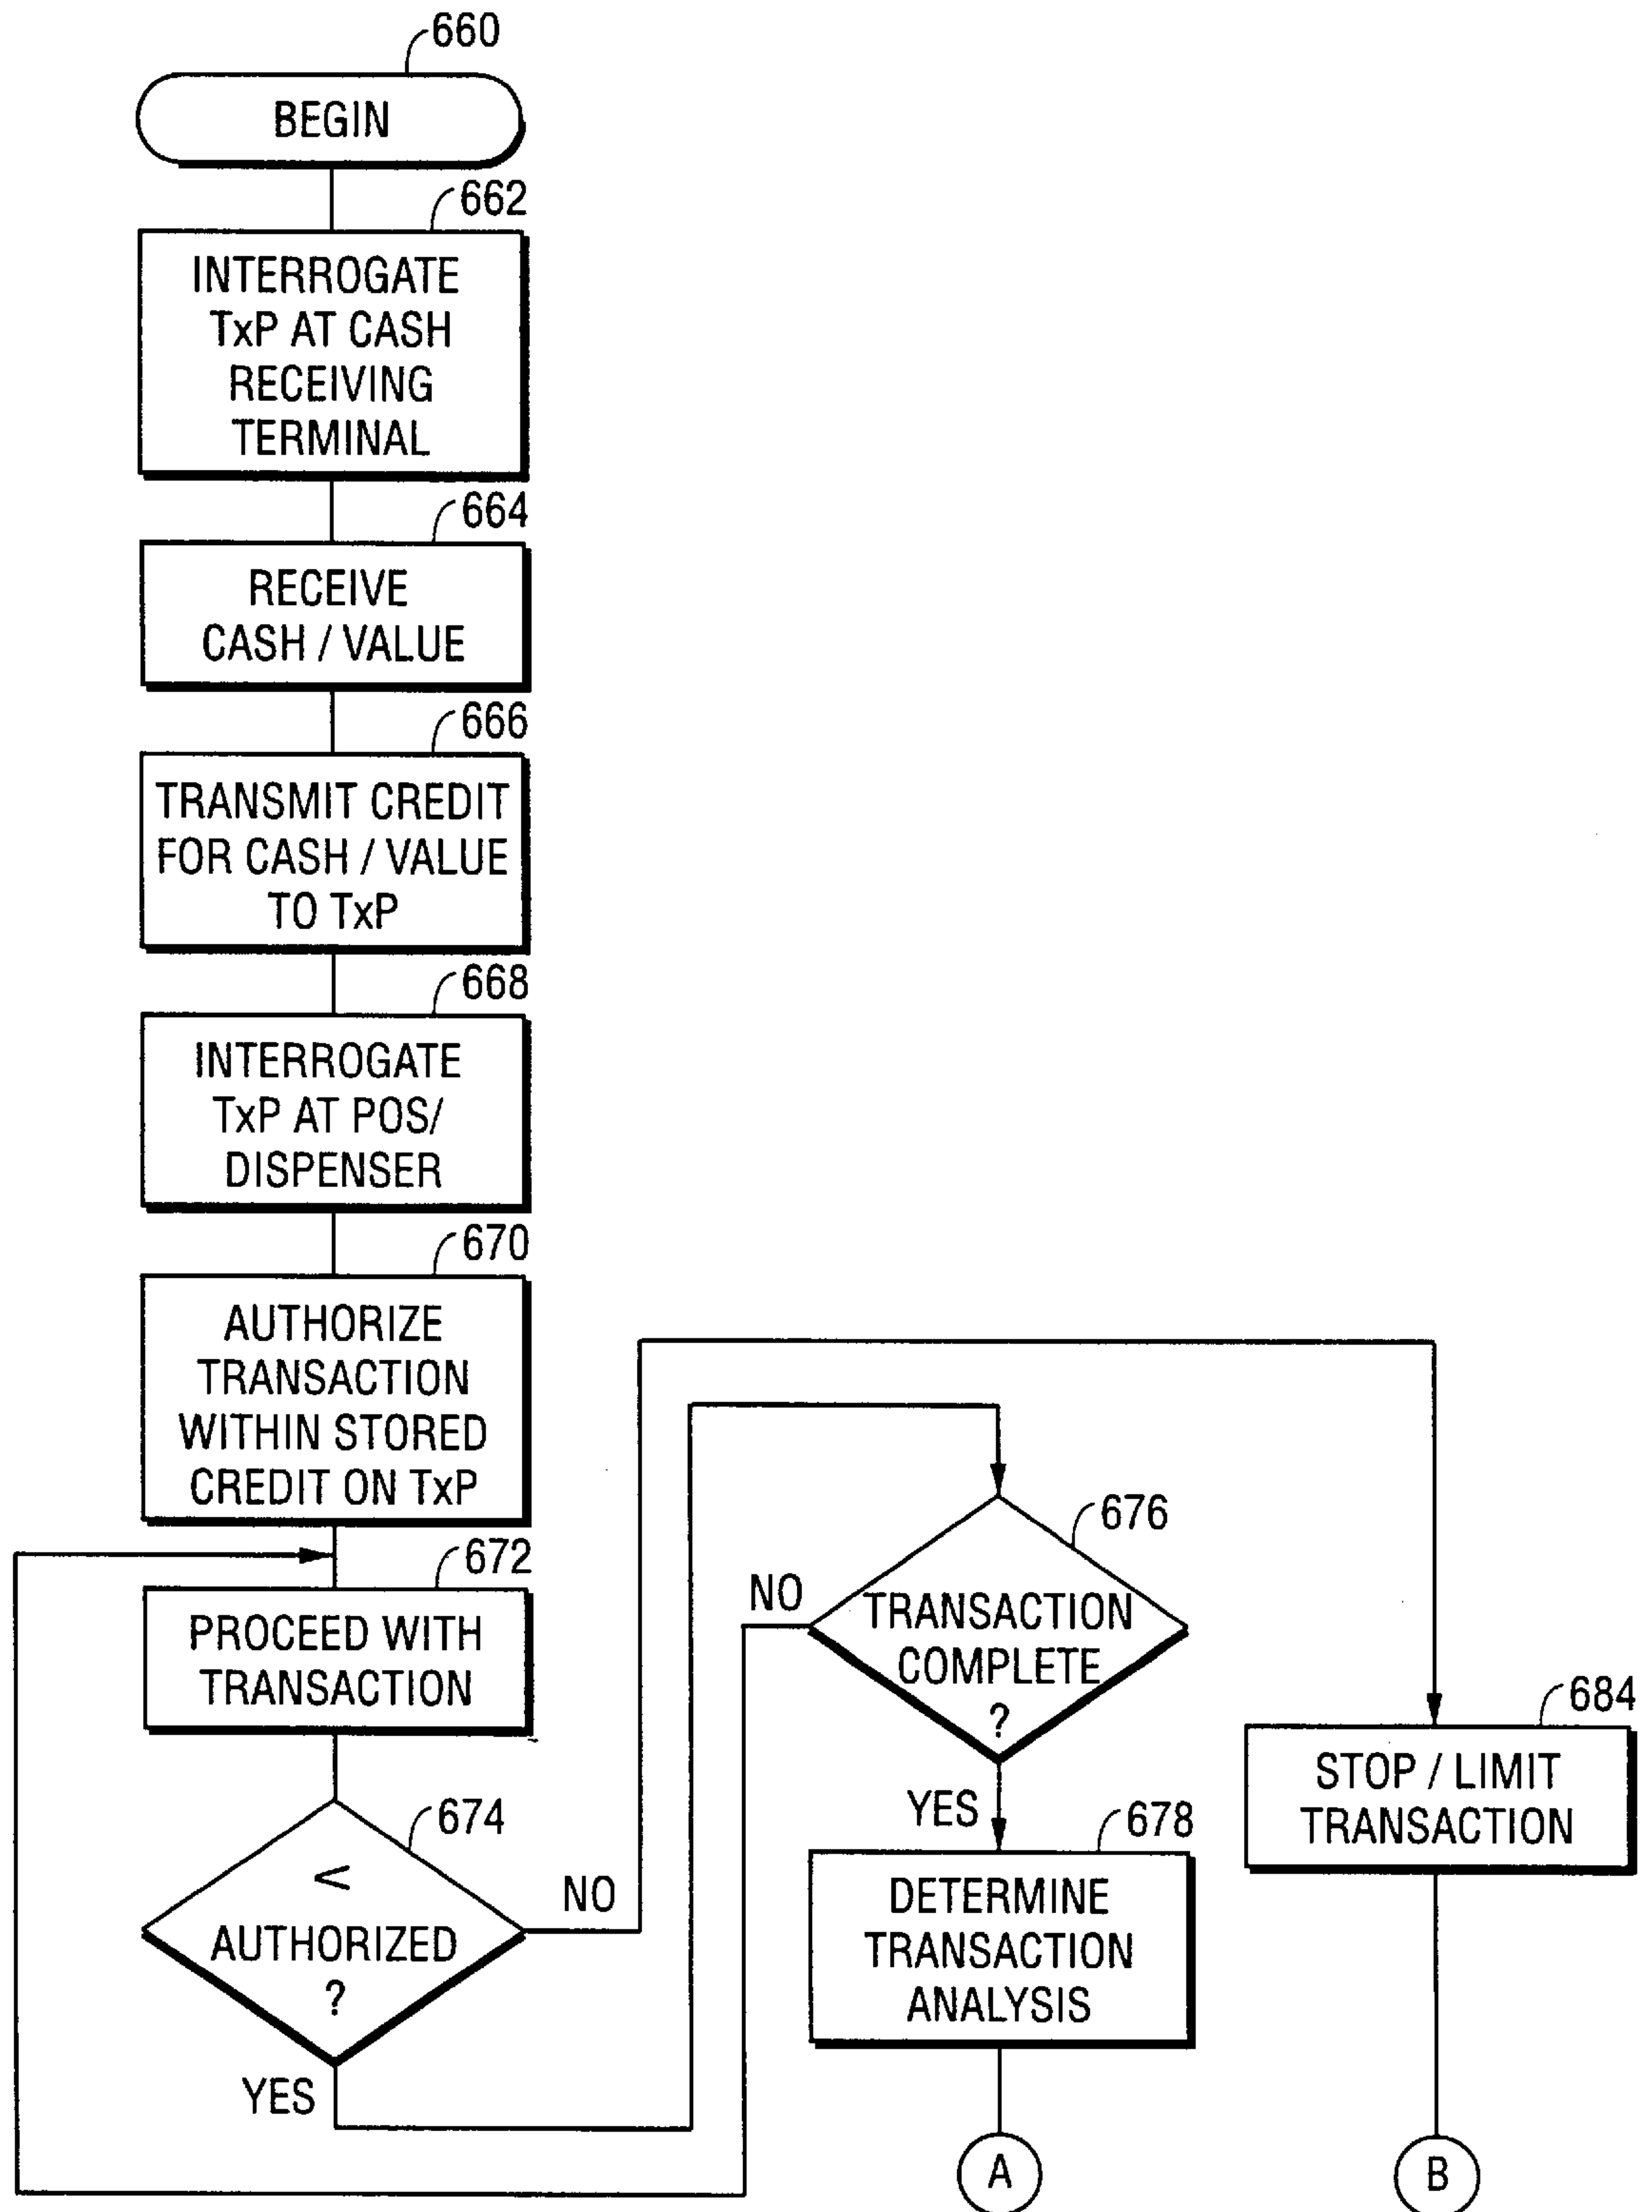 660
BEGIN
662
INTERROGATE
TxP AT CASH
RECEIVING
TERMINAL
664
RECEIVE
CASH / VALUE
666
TRANSMIT CREDIT
FOR CASH / VALUE
TO TxP
668
INTERROGATE
TxP AT POS/
DISPENSER
670
AUTHORIZE
TRANSACTION
WITHIN STORED
CREDIT ON TxP
672
PROCEED WITH
TRANSACTION
674
<
AUTHORIZED
?
NO
YES
676
TRANSACTION
COMPLETE
?
NO
YES
678
DETERMINE
TRANSACTION
ANALYSIS
A
684
STOP / LIMIT
TRANSACTION
B